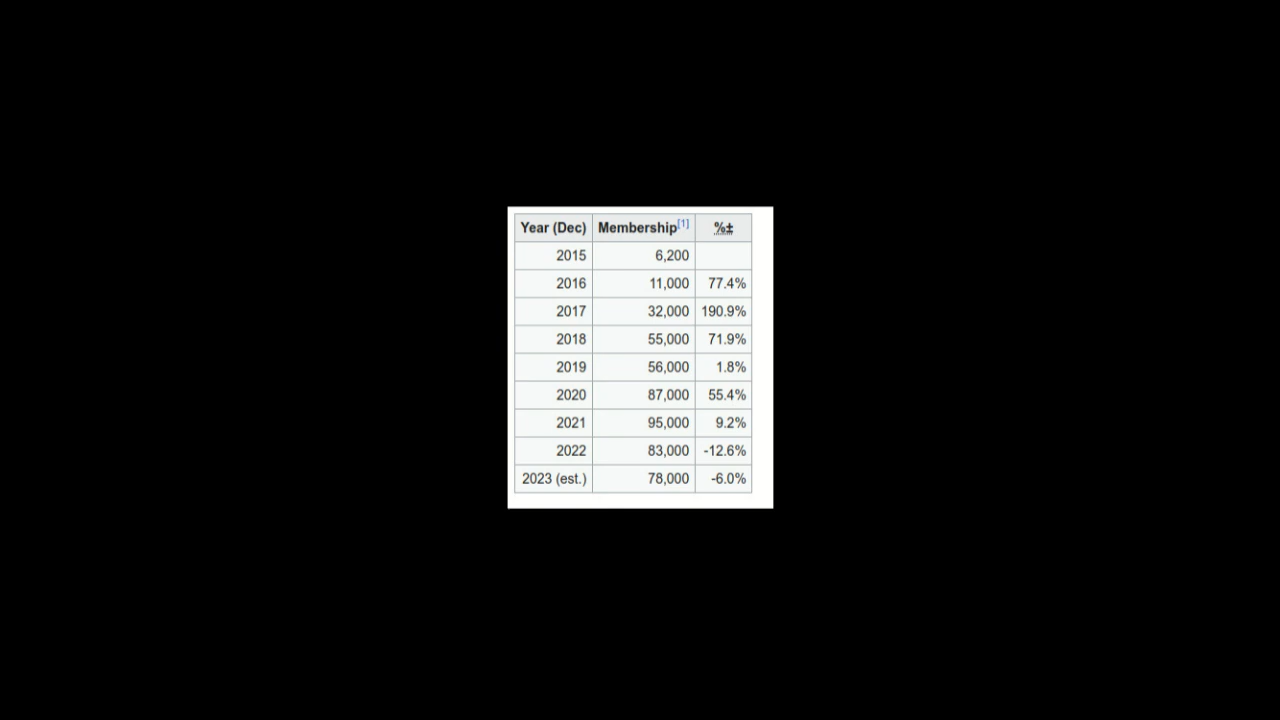 Year (Dec) Membership[1] %±
2015 6,200
2016 11,000 77.4%
2017 32,000 190.9%
2018 55,000 71.9%
2019 56,000 1.8%
2020 87,000 55.4%
2021 95,000 9.2%
2022 83,000 -12.6%
2023 (est.) 78,000 -6.0%